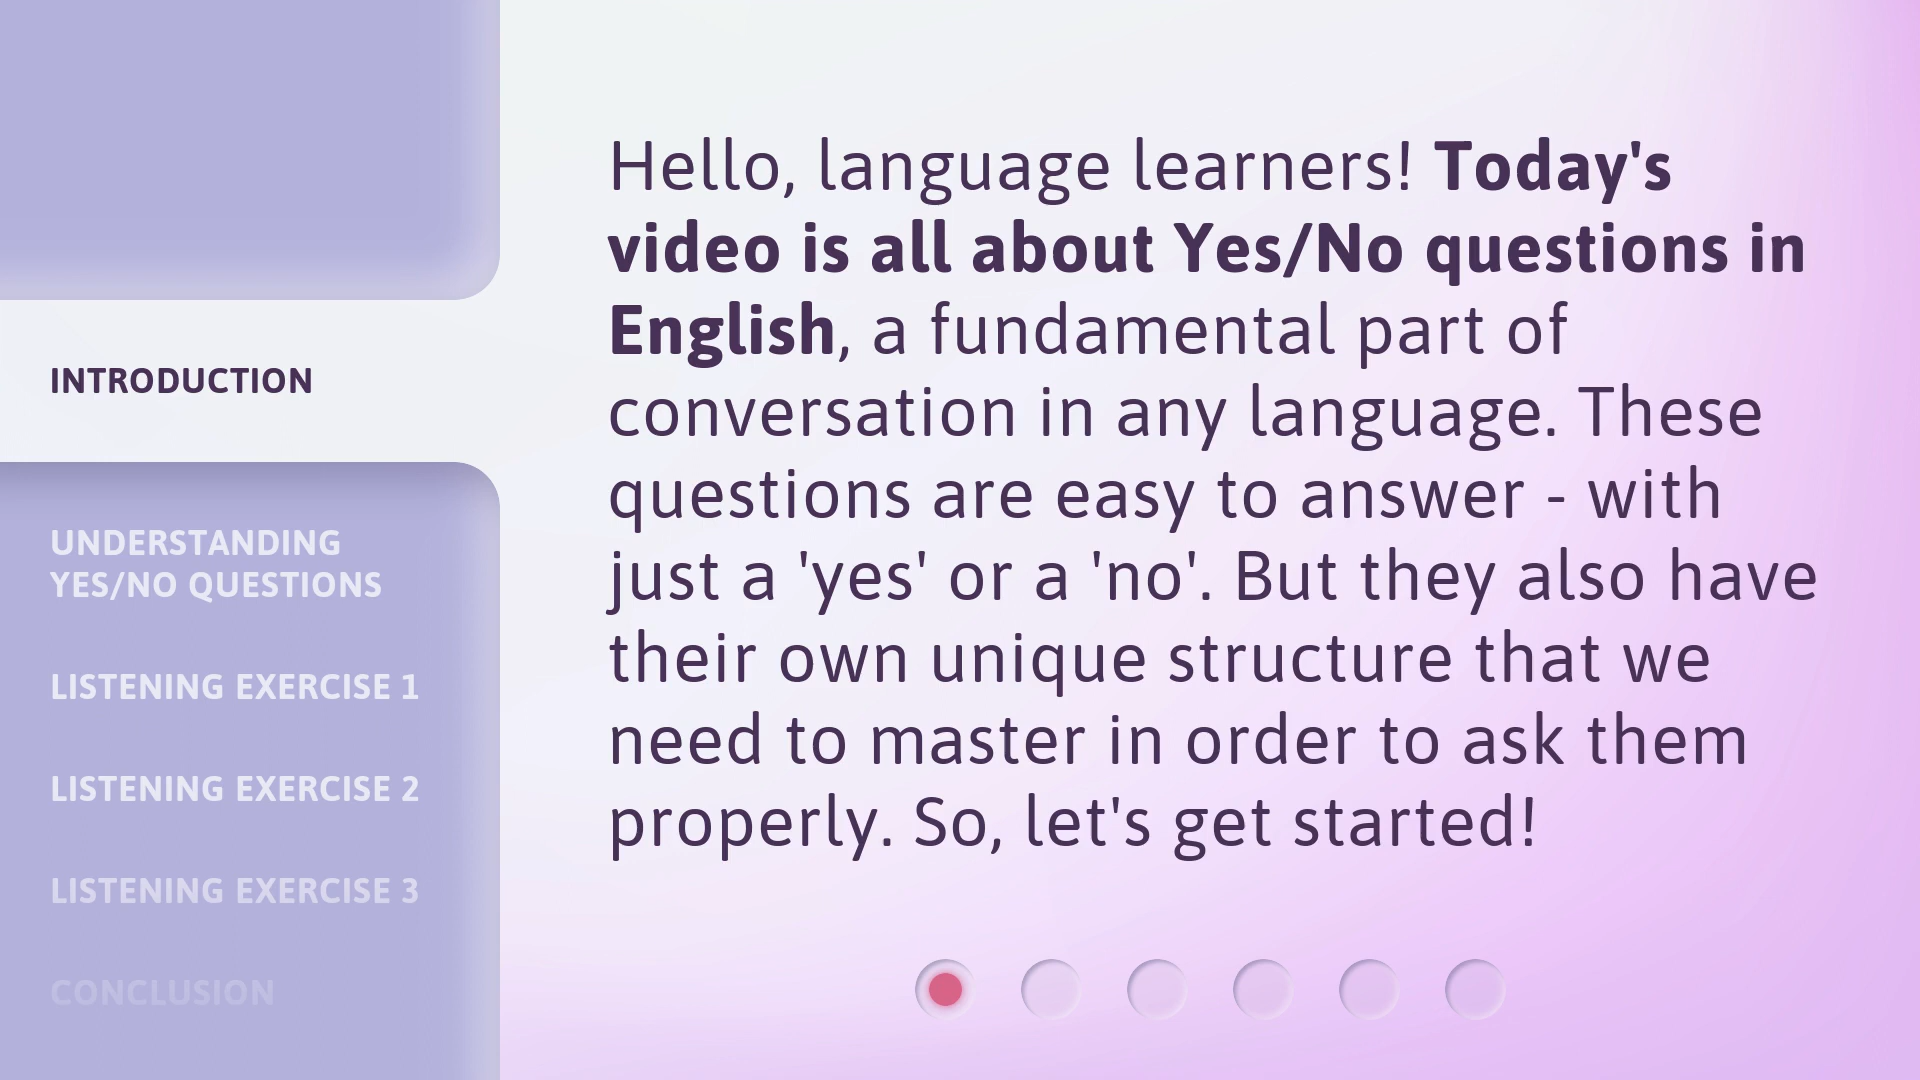 INTRODUCTION
UNDERSTANDING
YES/NO QUESTIONS
LISTENING EXERCISE 1
LISTENING EXERCISE 2
LISTENING EXERCISE 3
CONCLUSION
Hello, language learners! Today's
video is all about Yes/No questions in
English, a fundamental part of
conversation in any language. These
questions are easy to answer - with
just a 'yes' or a 'no'. But they also have
their own unique structure that we
need to master in order to ask them
properly. So, let's get started!